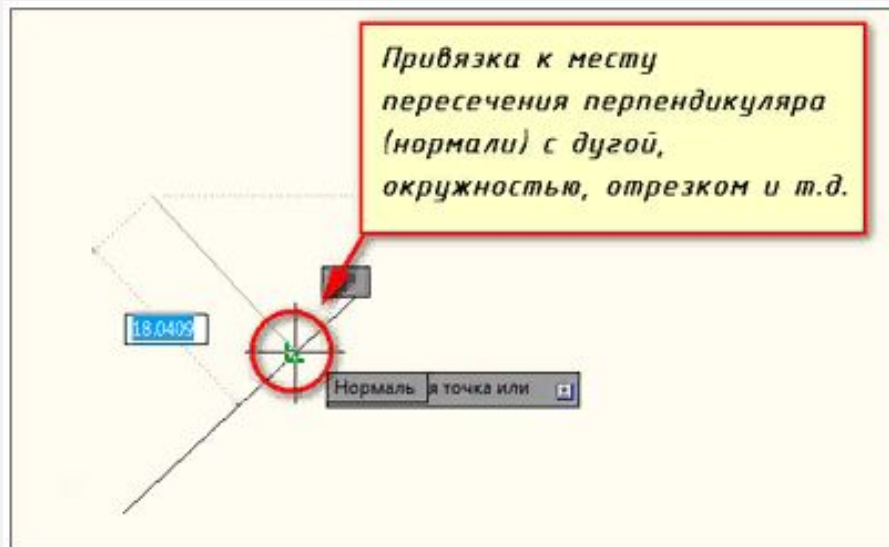 Привязка к месту
пересечения перпендикуляра
(нормали) с дугой,
окружностью, отрезком и т.д.
18.0409
Нормаль я точка или